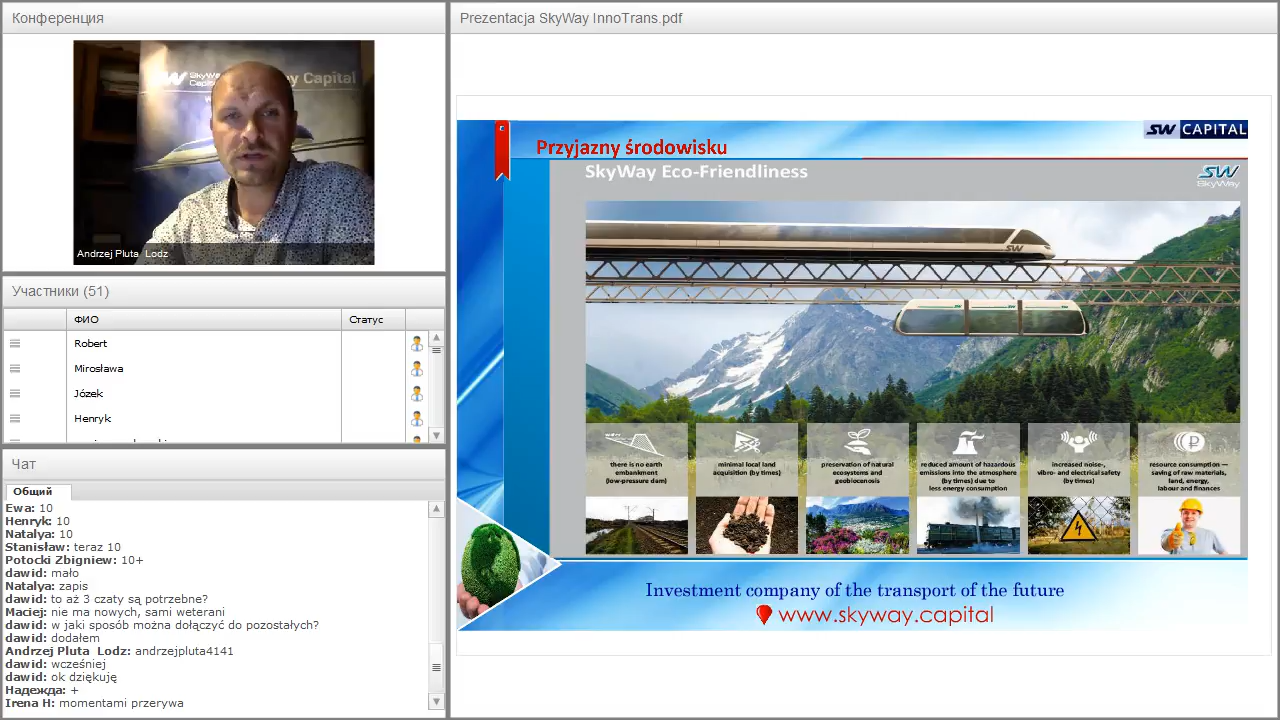 Конференция
SkyWay
Capital
Way Capital
Andrzej Pluta Lodz
Участники (51)
ФИО
Статус
Robert
Mirosława
Józek
Henryk
Чат
Общий
Ewa: 10
Henryk: 10
Natalya: 10
Stanisław: teraz 10
Potocki Zbigniew: 10+
dawid: mało
Natalya: zapis
dawid: to aż 3 czaty są potrzebne?
Maciej: nie ma nowych, sami weterani
dawid: w jaki sposób można dołączyć do pozostałych?
dawid: dodałem
Andrzej Pluta Lodz: andrzejpluta4141
dawid: wcześniej
dawid: ok dziękuję
Надежда: +
Irena H: momentami przerywa
Prezentacja SkyWay InnoTrans.pdf
SW CAPITAL
Przyjazny środowisku
SkyWay Eco-Friendliness
SW
SkyWay
SW
there is no earth
embankment
(low-pressure dam)
minimal local land
acquisition (by times)
preservation of natural
ecosystems and
geobiocenosis
reduced amount of hazardous
emissions into the atmosphere
(by times) due to
less energy consumption
increased noise-,
vibro- and electrical safety
(by times)
resource consumption —
saving of raw materials,
land, energy,
labour and finances
Investment company of the transport of the future
www.skyway.capital